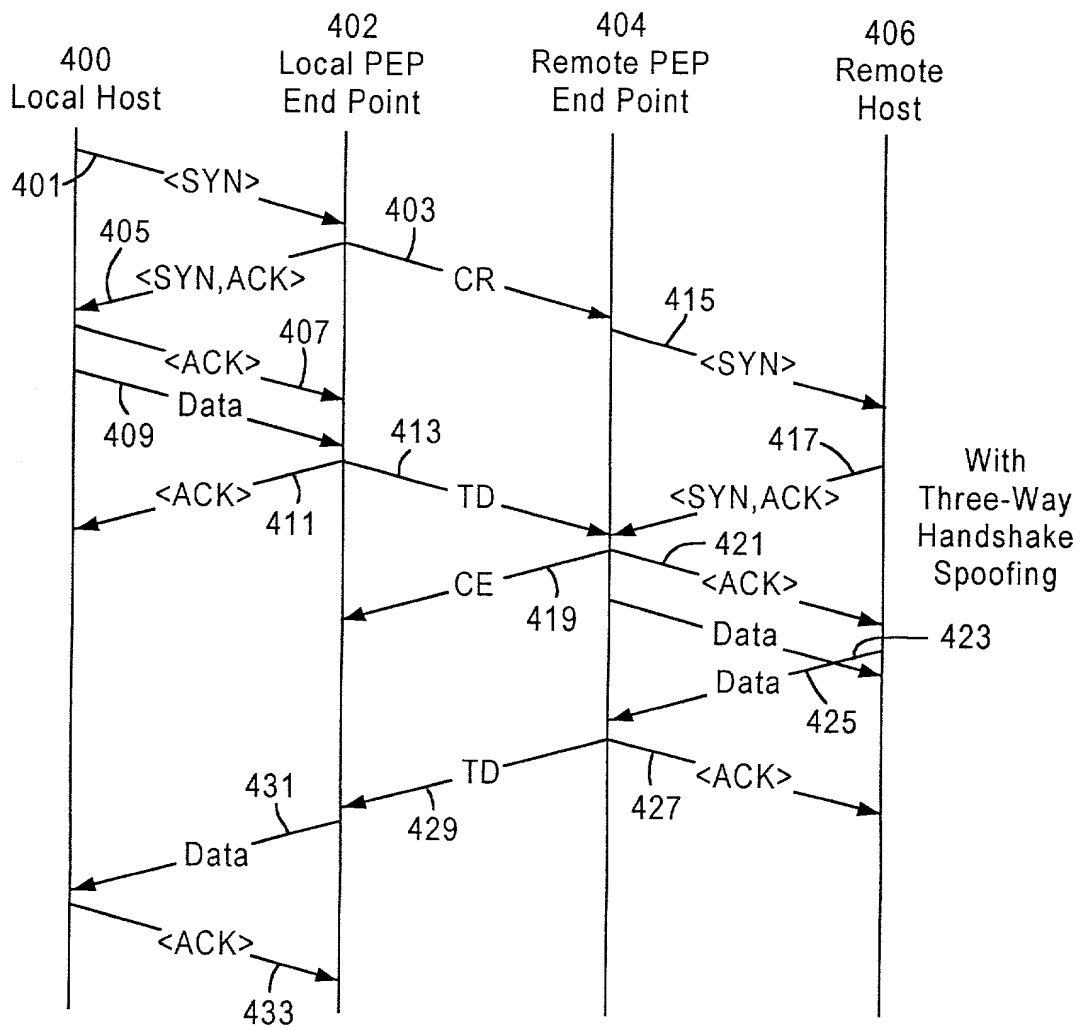 400
Local Host
402
Local PEP
End Point
404
Remote PEP
End Point
406
Remote
Host
401
<SYN>
403
405
<SYN,ACK>
CR
415
407
<ACK>
<SYN>
Data
409
413
417
With
Three-Way
Handshake
Spoofing
<ACK>
411
TD
<SYN,ACK>
421
CE
419
<ACK>
Data
423
Data
425
431
TD
429
427
<ACK>
Data
<ACK>
433